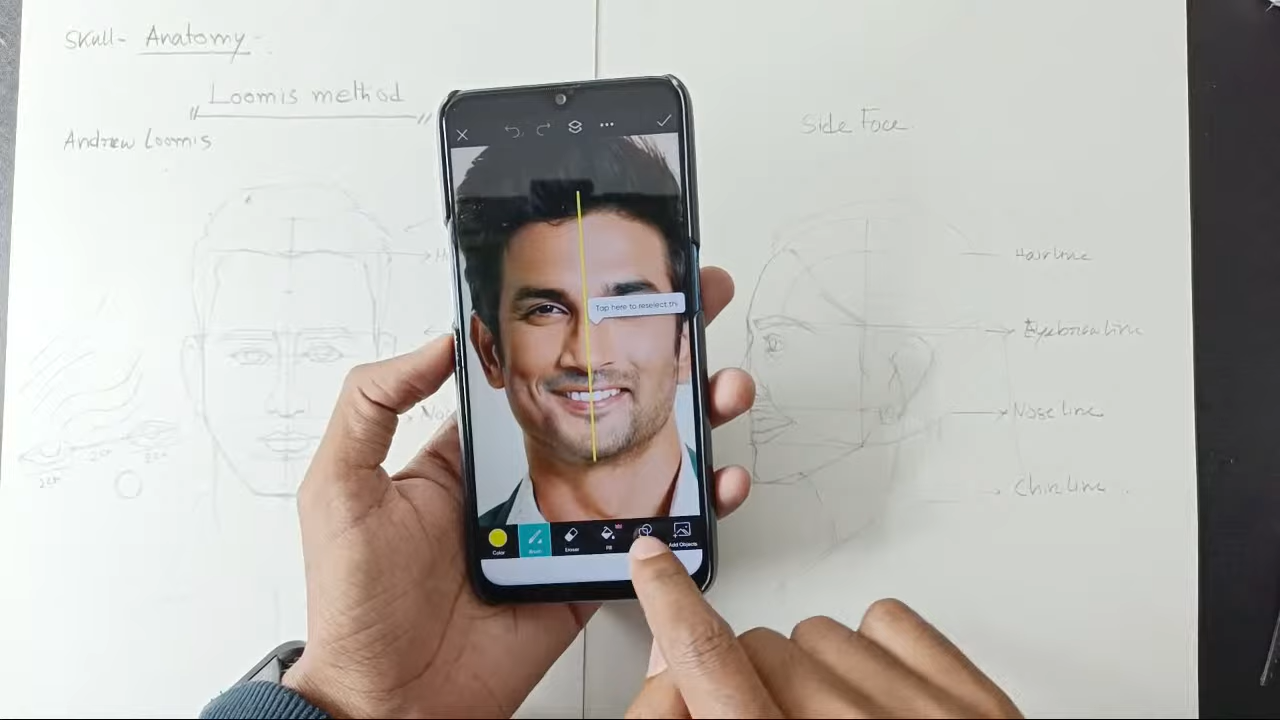 Skull - Anatomy -
"Loomis method"
Andrew Loomis
Side Face.
Hairline
Eyebrow line
Nose line
Chin line
Tap here to reselect thi
Color
Brush
Eraser
Fill
Add Objects